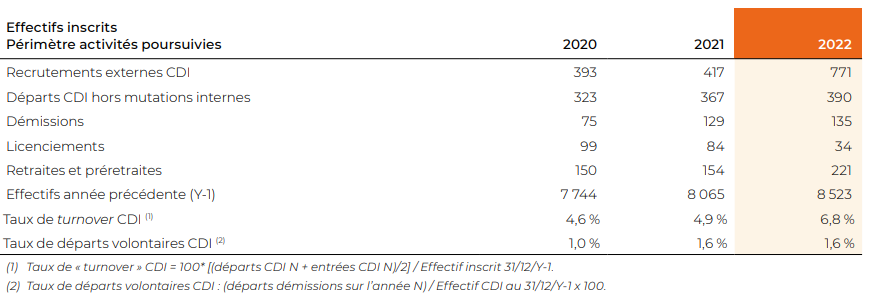 Effectifs inscrits
Périmètre activités poursuivies 2020 2021 2022
Recrutements externes CDI 393 417 771
Départs CDI hors mutations internes 323 367 390
Démissions 75 129 135
Licenciements 99 84 34
Retraites et préretraites 150 154 221
Effectifs année précédente (Y-1) 7 744 8 065 8 523
Taux de turnover CDI (1) 4,6 % 4,9 % 6,8 %
Taux de départs volontaires CDI (2) 1,0 % 1,6 % 1,6 %
(1) Taux de « turnover » CDI = 100* [(départs CDI N + entrées CDI N)/2] / Effectif inscrit 31/12/Y-1.
(2) Taux de départs volontaires CDI : (départs démissions sur l’année N) / Effectif CDI au 31/12/Y-1 x 100.